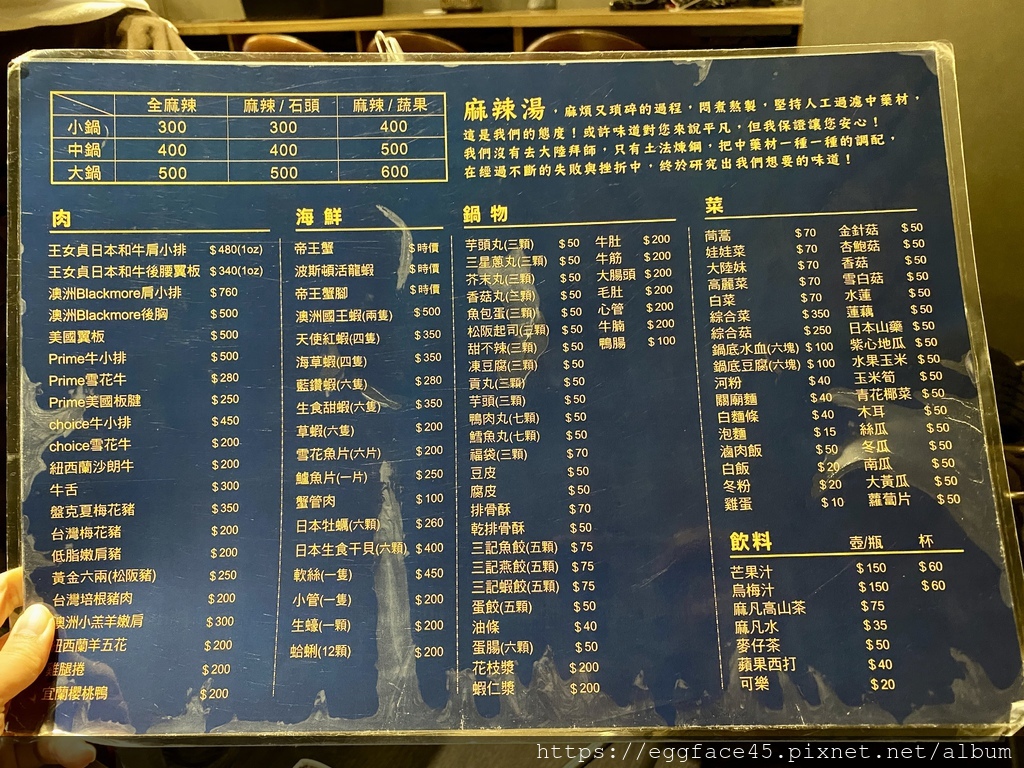 全麻辣 麻辣/石頭 麻辣/蔬果
小鍋 300 300 400
中鍋 400 400 500
大鍋 500 500 600
麻辣湯，麻煩又瑣碎的過程，悶煮熬製，堅持人工過濾中藥材，
這是我們的態度！或許味道對您來說平凡，但我保證讓您安心！
我們沒有去大陸拜師，只有土法煉鋼，把中藥材一種一種的調配，
在經過不斷的失敗與挫折中，終於研究出我們想要的味道！
肉
王女貞日本和牛肩小排 $480(1oz)
王女貞日本和牛後腰翼板 $340(1oz)
澳洲Blackmore肩小排 $760
澳洲Blackmore後胸 $500
美國翼板 $500
Prime牛小排 $500
Prime雪花牛 $280
Prime美國板腱 $250
choice牛小排 $450
choice雪花牛 $200
紐西蘭沙朗牛 $200
牛舌 $300
盤克夏梅花豬 $350
台灣梅花豬 $200
低脂嫩肩豬 $200
黃金六兩(松阪豬) $250
台灣培根豬肉 $200
澳洲小羔羊嫩肩 $300
紐西蘭羊五花 $200
雞腿捲 $200
宜蘭櫻桃鴨 $200
海鮮
帝王蟹 $時價
波斯頓活龍蝦 $時價
帝王蟹腳 $時價
澳洲國王蝦(兩隻) $500
天使紅蝦(四隻) $350
海草蝦(四隻) $350
藍鑽蝦(六隻) $280
生食甜蝦(六隻) $350
草蝦(六隻) $200
雪花魚片(六片) $200
鱸魚片(一片) $250
蟹管肉 $100
日本牡蠣(六顆) $260
日本生食干貝(六顆) $400
軟絲(一隻) $450
小管(一隻) $200
生蠔(一顆) $200
蛤蜊(12顆) $200
鍋物
芋頭丸(三顆) $50
三星蔥丸(三顆) $50
芥末丸(三顆) $50
香菇丸(三顆) $50
魚包蛋(三顆) $50
松阪起司(三顆) $50
甜不辣(三顆) $50
凍豆腐(三顆) $50
貢丸(三顆) $50
芋頭(三顆) $50
鴨肉丸(七顆) $50
鱈魚丸(七顆) $50
福袋(三顆) $70
豆皮 $50
腐皮 $50
排骨酥 $70
乾排骨酥 $50
三記魚餃(五顆) $75
三記燕餃(五顆) $75
三記蝦餃(五顆) $75
蛋餃(五顆) $50
油條 $40
蛋腸(六顆) $50
花枝漿 $200
蝦仁漿 $200
牛肚 $200
牛筋 $200
大腸頭 $200
毛肚 $200
心管 $200
牛腩 $200
鴨腸 $100
菜
茼蒿 $70
娃娃菜 $70
大陸妹 $70
高麗菜 $70
白菜 $70
綜合菜 $350
綜合菇 $250
鍋底水血(六塊) $100
鍋底豆腐(六塊) $100
河粉 $40
關廟麵 $40
白麵條 $40
泡麵 $15
滷肉飯 $50
白飯 $20
冬粉 $20
雞蛋 $10
金針菇 $50
杏鮑菇 $50
香菇 $50
雪白菇 $50
水蓮 $50
蓮藕 $50
日本山藥 $50
紫心地瓜 $50
水果玉米 $50
玉米筍 $50
青花椰菜 $50
木耳 $50
絲瓜 $50
冬瓜 $50
南瓜 $50
大黃瓜 $50
蘿蔔片 $50
飲料 壺/瓶 杯
芒果汁 $150 $60
烏梅汁 $150 $60
麻凡高山茶 $75
麻凡水 $35
麥仔茶 $50
蘋果西打 $40
可樂 $20
https://eggface45.pixnet.net/album